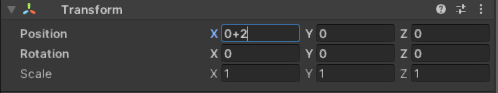 Transform
Position X 0+2 Y 0 Z 0
Rotation X 0 Y 0 Z 0
Scale X 1 Y 1 Z 1